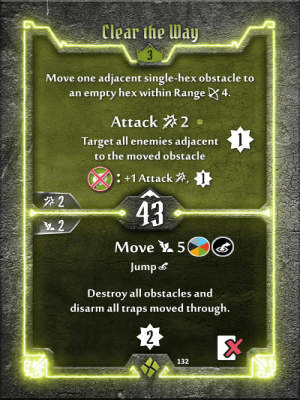 Clear the Way
3
Move one adjacent single-hex obstacle to
an empty hex within Range 4.
Attack 2
Target all enemies adjacent
to the moved obstacle
1
: +1 Attack, 1
2
43
2
Move 5
Jump
Destroy all obstacles and
disarm all traps moved through.
2
132